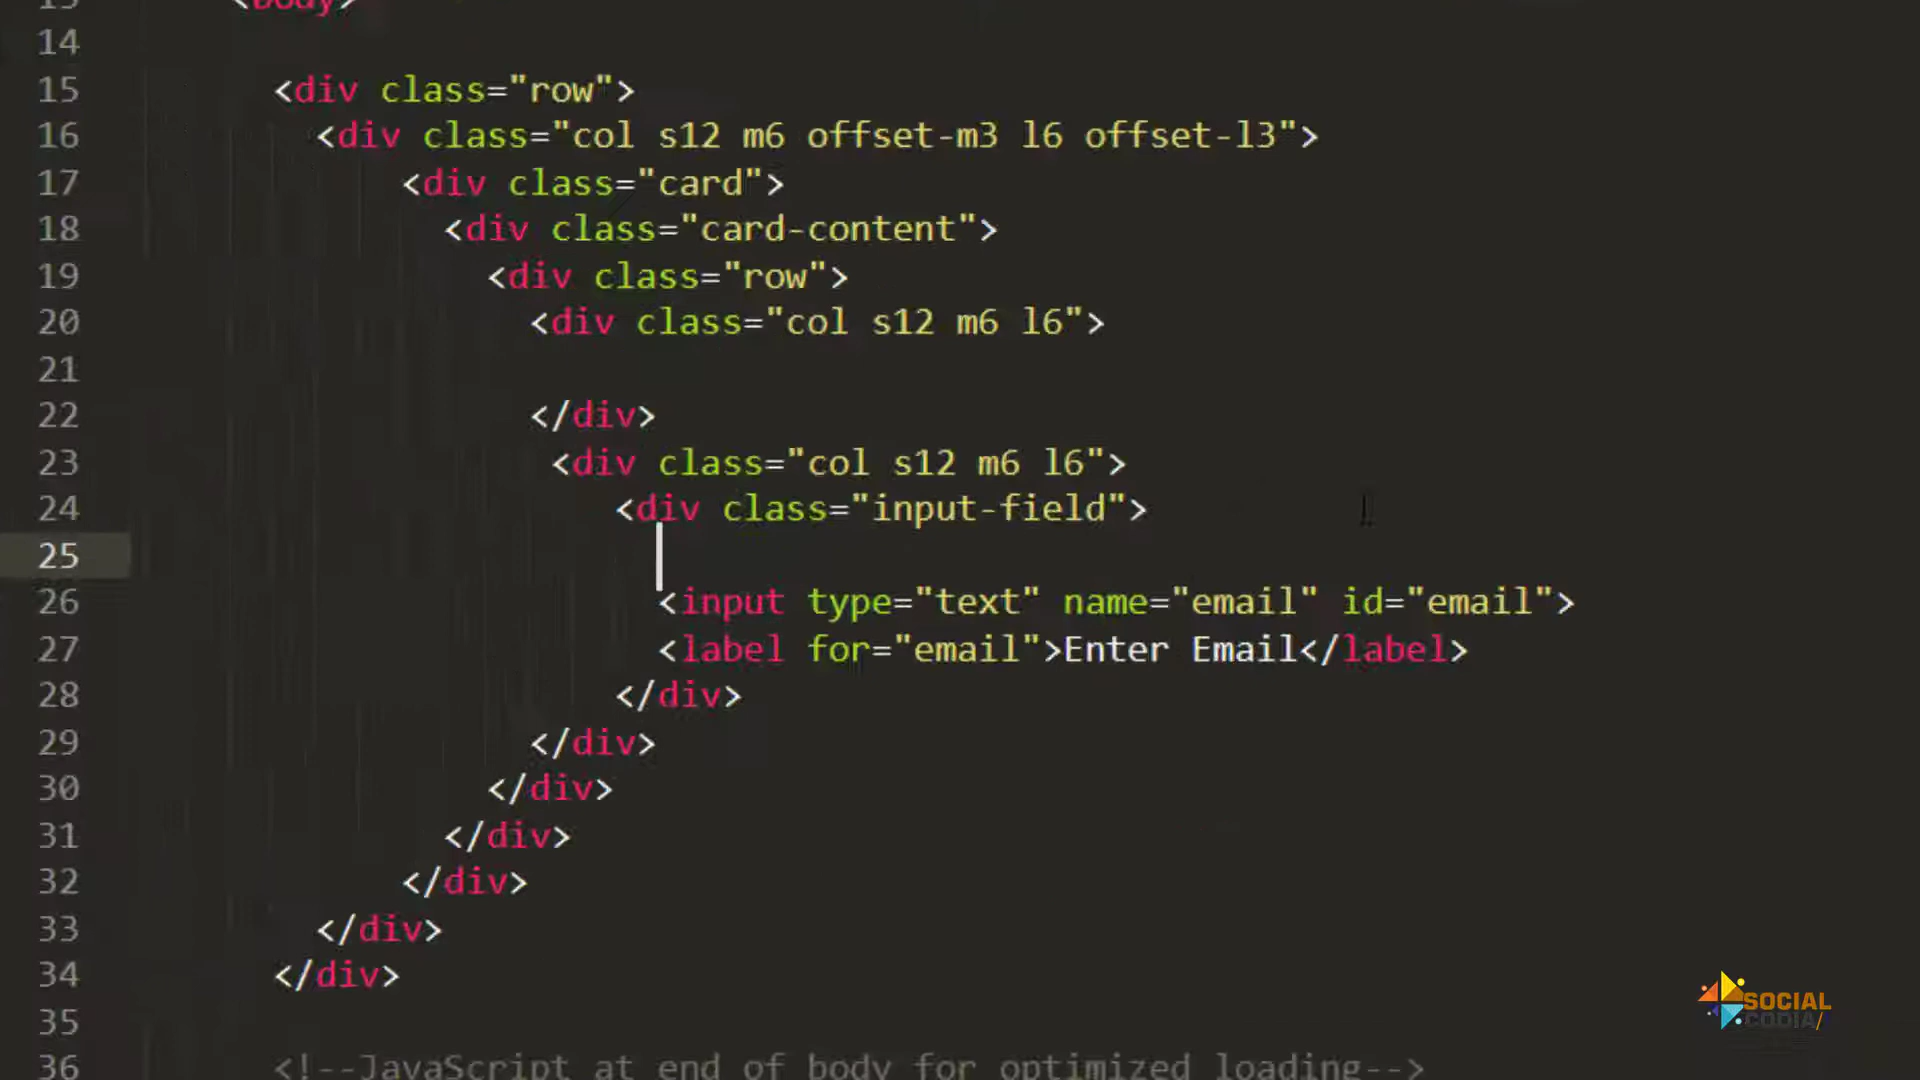 13 <body>
14
15 <div class="row">
16 <div class="col s12 m6 offset-m3 l6 offset-l3">
17 <div class="card">
18 <div class="card-content">
19 <div class="row">
20 <div class="col s12 m6 l6">
21
22 </div>
23 <div class="col s12 m6 l6">
24 <div class="input-field">
25
26 <input type="text" name="email" id="email">
27 <label for="email">Enter Email</label>
28 </div>
29 </div>
30 </div>
31 </div>
32 </div>
33 </div>
34 </div>
35
36 <!--JavaScript at end of body for optimized loading-->
SOCIAL
CODIA/